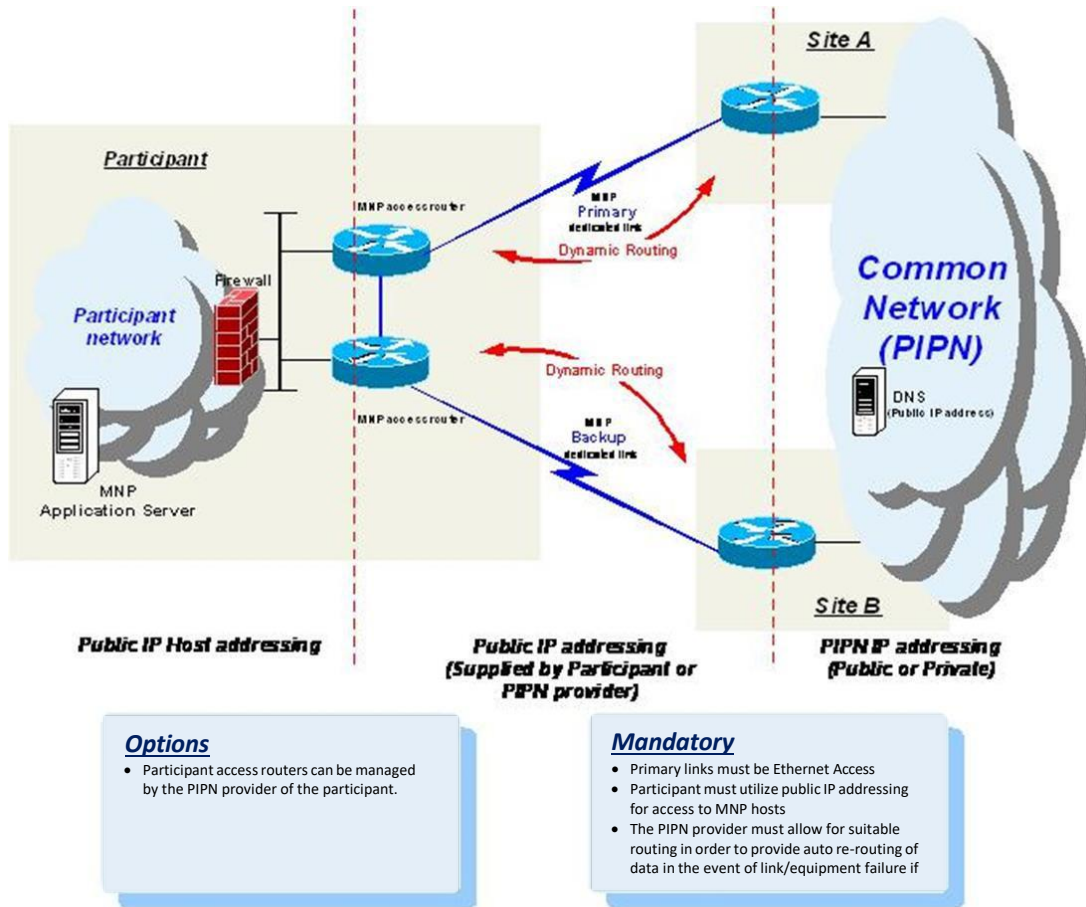 Site A
Participant
MNP access router
MNP
Primary
dedicated link
Dynamic Routing
Firewall
Participant
network
Common
Network
(PIPN)
DNS
(Public IP address)
Dynamic Routing
MNP access router
MNP
Backup
dedicated link
MNP
Application Server
Site B
Public IP Host addressing
Public IP addressing
(Supplied by Participant or
PIPN provider)
PIPN IP addressing
(Public or Private)
Options
• Participant access routers can be managed
by the PIPN provider of the participant.
Mandatory
• Primary links must be Ethernet Access
• Participant must utilize public IP addressing
for access to MNP hosts
• The PIPN provider must allow for suitable
routing in order to provide auto re-routing of
data in the event of link/equipment failure if